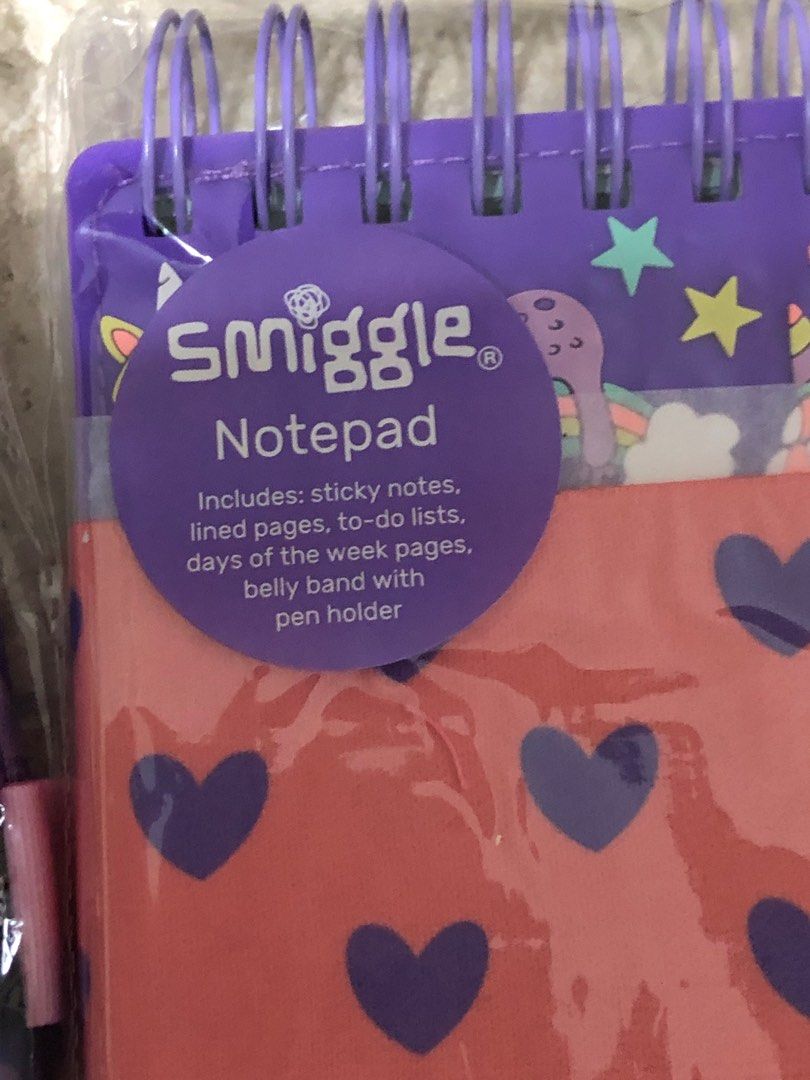 smiggle®
Notepad
Includes: sticky notes,
lined pages, to-do lists,
days of the week pages,
belly band with
pen holder